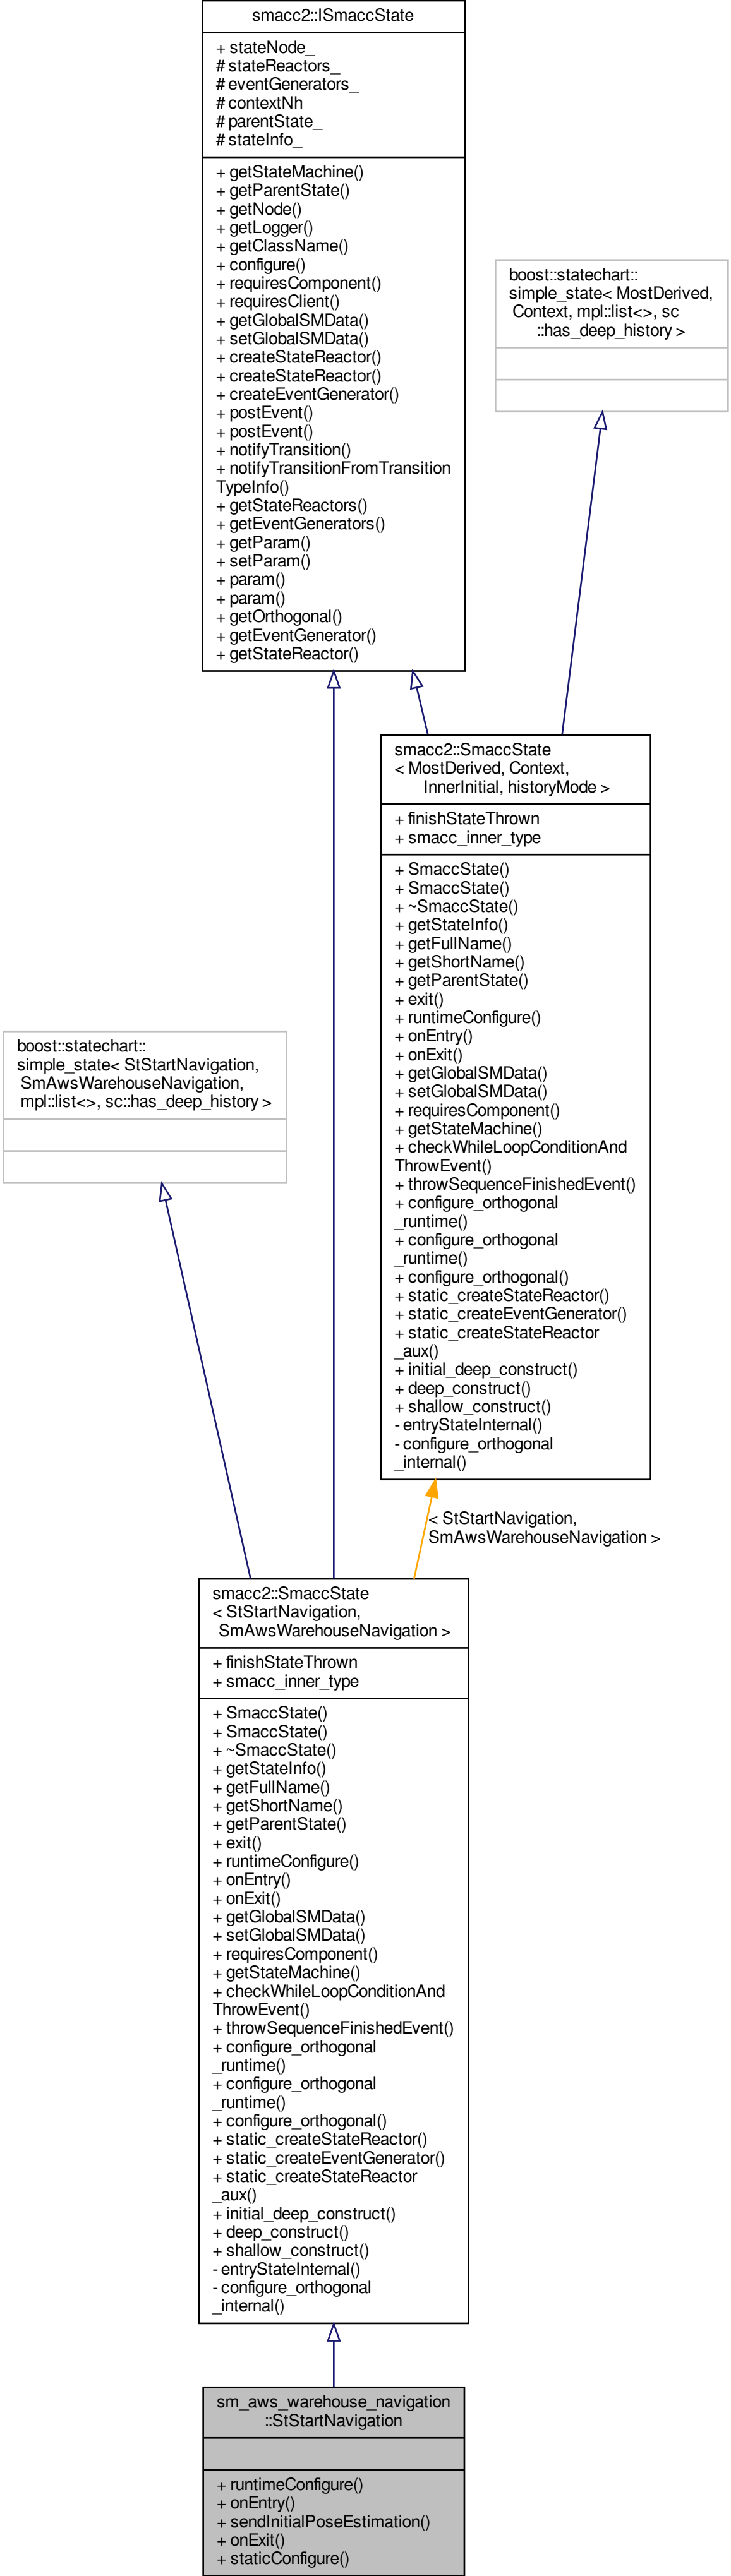 smacc2::ISmaccState
+ stateNode_
# stateReactors_
# eventGenerators_
# contextNh
# parentState_
# stateInfo_
+ getStateMachine()
+ getParentState()
+ getNode()
+ getLogger()
+ getClassName()
+ configure()
+ requiresComponent()
+ requiresClient()
+ getGlobalSMData()
+ setGlobalSMData()
+ createStateReactor()
+ createStateReactor()
+ createEventGenerator()
+ postEvent()
+ postEvent()
+ notifyTransition()
+ notifyTransitionFromTransition
TypeInfo()
+ getStateReactors()
+ getEventGenerators()
+ getParam()
+ setParam()
+ param()
+ param()
+ getOrthogonal()
+ getEventGenerator()
+ getStateReactor()
boost::statechart::
simple_state< MostDerived,
Context, mpl::list<>, sc
::has_deep_history >
smacc2::SmaccState
< MostDerived, Context,
InnerInitial, historyMode >
+ finishStateThrown
+ smacc_inner_type
+ SmaccState()
+ SmaccState()
+ ~SmaccState()
+ getStateInfo()
+ getFullName()
+ getShortName()
+ getParentState()
+ exit()
+ runtimeConfigure()
+ onEntry()
+ onExit()
+ getGlobalSMData()
+ setGlobalSMData()
+ requiresComponent()
+ getStateMachine()
+ checkWhileLoopConditionAnd
ThrowEvent()
+ throwSequenceFinishedEvent()
+ configure_orthogonal
_runtime()
+ configure_orthogonal
_runtime()
+ configure_orthogonal()
+ static_createStateReactor()
+ static_createEventGenerator()
+ static_createStateReactor
_aux()
+ initial_deep_construct()
+ deep_construct()
+ shallow_construct()
- entryStateInternal()
- configure_orthogonal
_internal()
boost::statechart::
simple_state< StStartNavigation,
SmAwsWarehouseNavigation,
mpl::list<>, sc::has_deep_history >
< StStartNavigation,
SmAwsWarehouseNavigation >
smacc2::SmaccState
< StStartNavigation,
SmAwsWarehouseNavigation >
+ finishStateThrown
+ smacc_inner_type
+ SmaccState()
+ SmaccState()
+ ~SmaccState()
+ getStateInfo()
+ getFullName()
+ getShortName()
+ getParentState()
+ exit()
+ runtimeConfigure()
+ onEntry()
+ onExit()
+ getGlobalSMData()
+ setGlobalSMData()
+ requiresComponent()
+ getStateMachine()
+ checkWhileLoopConditionAnd
ThrowEvent()
+ throwSequenceFinishedEvent()
+ configure_orthogonal
_runtime()
+ configure_orthogonal
_runtime()
+ configure_orthogonal()
+ static_createStateReactor()
+ static_createEventGenerator()
+ static_createStateReactor
_aux()
+ initial_deep_construct()
+ deep_construct()
+ shallow_construct()
- entryStateInternal()
- configure_orthogonal
_internal()
sm_aws_warehouse_navigation
::StStartNavigation
+ runtimeConfigure()
+ onEntry()
+ sendInitialPoseEstimation()
+ onExit()
+ staticConfigure()